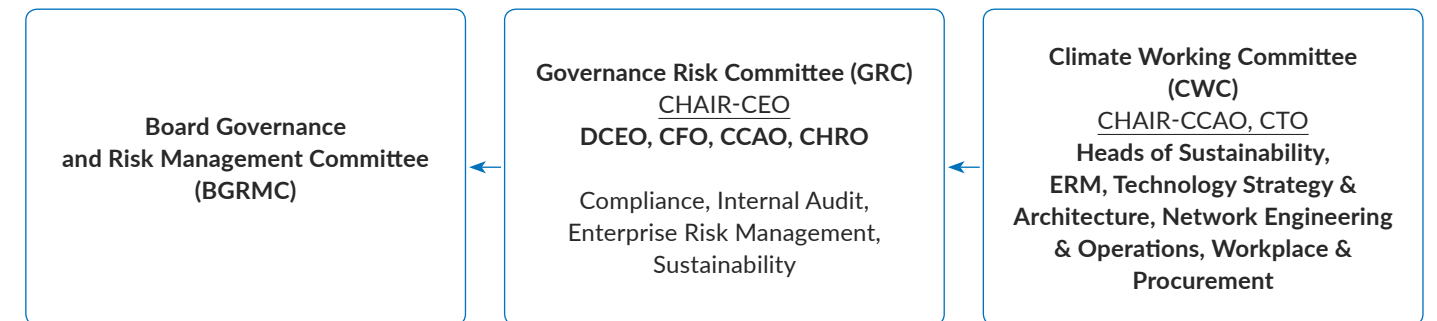 Board Governance
and Risk Management Committee
(BGRMC)
Governance Risk Committee (GRC)
CHAIR-CEO
DCEO, CFO, CCAO, CHRO
Compliance, Internal Audit,
Enterprise Risk Management,
Sustainability
Climate Working Committee
(CWC)
CHAIR-CCAO, CTO
Heads of Sustainability,
ERM, Technology Strategy &
Architecture, Network Engineering
& Operations, Workplace &
Procurement